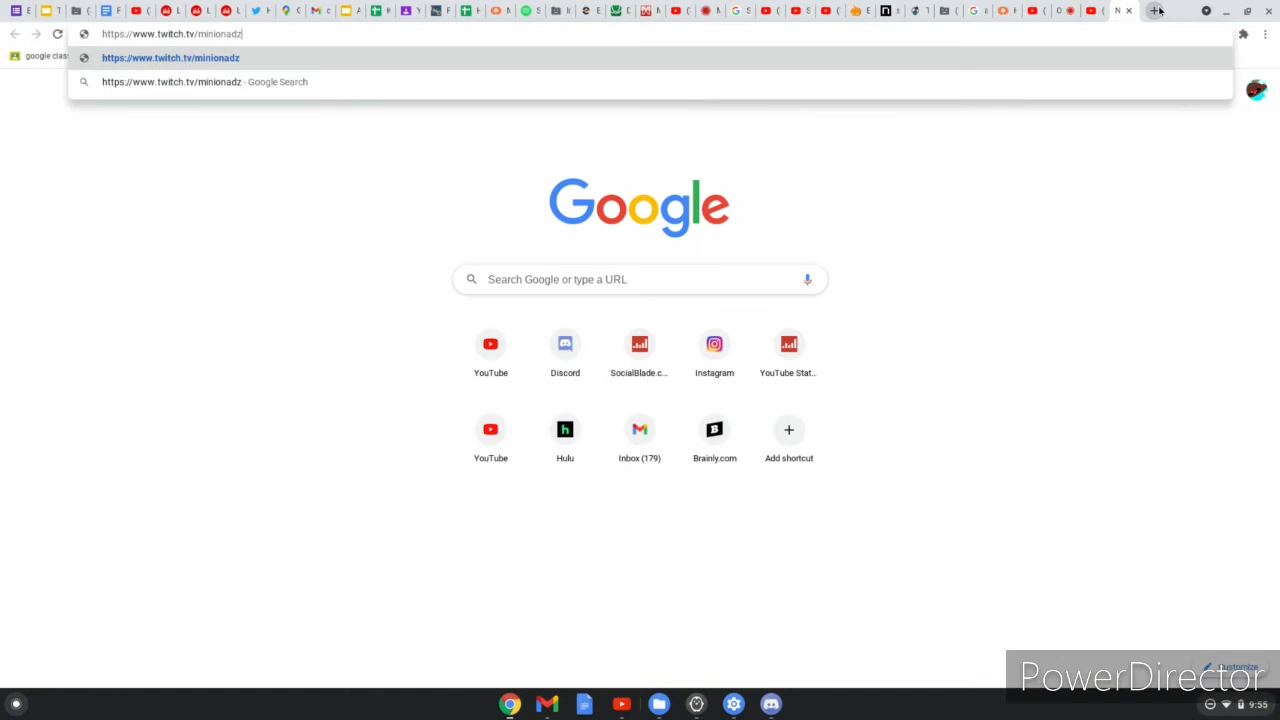 https://www.twitch.tv/minionadz
google clas
https://www.twitch.tv/minionadz
https://www.twitch.tv/minionadz - Google Search
Google
Search Google or type a URL
YouTube
Discord
SocialBlade.c...
Instagram
YouTube Stat...
YouTube
Hulu
Inbox (179)
Brainly.com
Add shortcut
Customize
PowerDirector
9:55